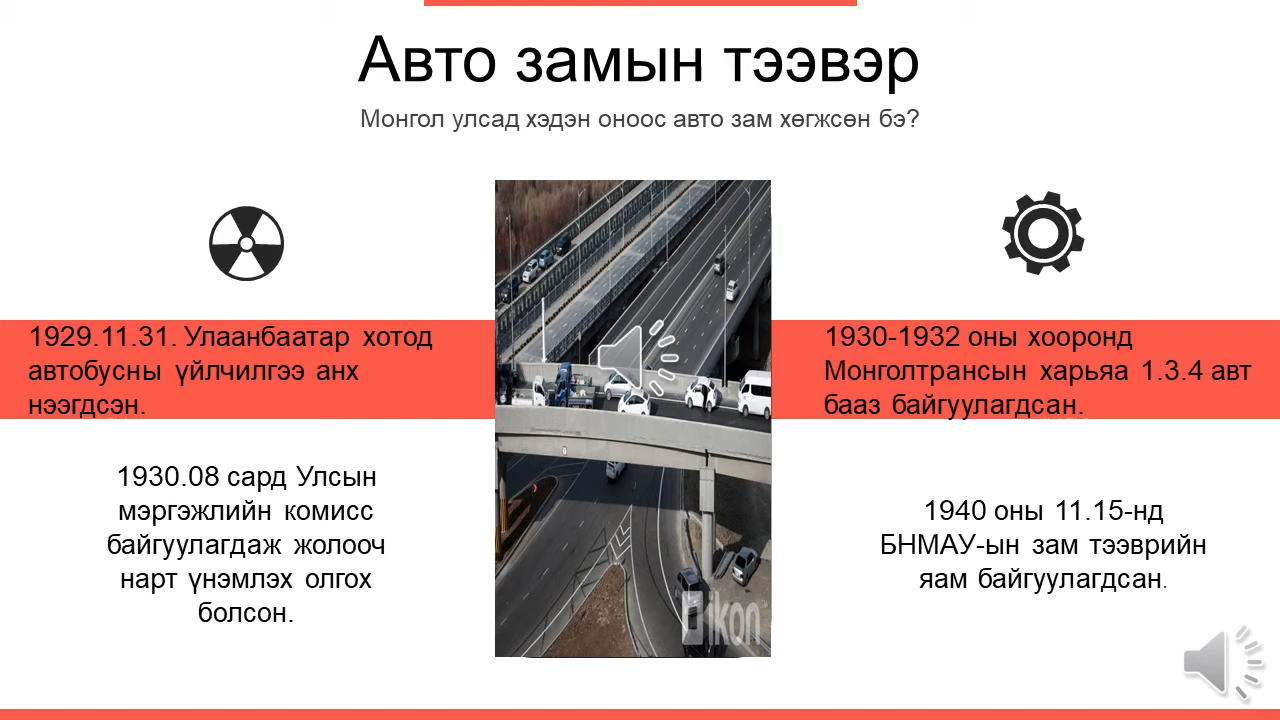 Авто замын тээвэр
Монгол улсад хэдэн оноос авто зам хөгжсөн бэ?
1929.11.31. Улаанбаатар хотод
автобусны үйлчилгээ анх
нээгдсэн.
1930.08 сард Улсын
мэргэжлийн комисс
байгуулагдаж жолооч
нарт үнэмлэх олгох
болсон.
ikon
1930-1932 оны хооронд
Монголтрансын харьяа 1.3.4 авт
бааз байгуулагдсан.
1940 оны 11.15-нд
БНМАУ-ын зам тээврийн
яам байгуулагдсан.